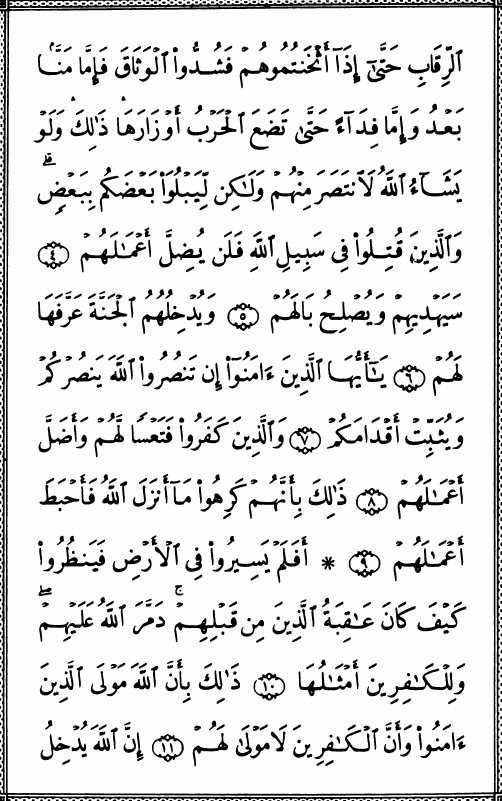 ٱلرِّقَابِ حَتَّىٰٓ إِذَآ أَثْخَنتُمُوهُمْ فَشُدُّوا۟ ٱلْوَثَاقَ فَإِمَّا مَنًّۢا
بَعْدُ وَإِمَّا فِدَآءً حَتَّىٰ تَضَعَ ٱلْحَرْبُ أَوْزَارَهَا ذَٰلِكَ وَلَوْ
يَشَآءُ ٱللَّهُ لَٱنتَصَرَ مِنْهُمْ وَلَٰكِن لِّيَبْلُوَا۟ بَعْضَكُم بِبَعْضٍۗ
وَٱلَّذِينَ قُتِلُوا۟ فِى سَبِيلِ ٱللَّهِ فَلَن يُضِلَّ أَعْمَٰلَهُمْ ﴿٤﴾
سَيَهْدِيهِمْ وَيُصْلِحُ بَالَهُمْ ﴿٥﴾ وَيُدْخِلُهُمُ ٱلْجَنَّةَ عَرَّفَهَا
لَهُمْ ﴿٦﴾ يَٰٓأَيُّهَا ٱلَّذِينَ ءَامَنُوٓا۟ إِن تَنصُرُوا۟ ٱللَّهَ يَنصُرْكُمْ
وَيُثَبِّتْ أَقْدَامَكُمْ ﴿٧﴾ وَٱلَّذِينَ كَفَرُوا۟ فَتَعْسًا لَّهُمْ وَأَضَلَّ
أَعْمَٰلَهُمْ ﴿٨﴾ ذَٰلِكَ بِأَنَّهُمْ كَرِهُوا۟ مَآ أَنزَلَ ٱللَّهُ فَأَحْبَطَ
أَعْمَٰلَهُمْ ﴿٩﴾ * أَفَلَمْ يَسِيرُوا۟ فِى ٱلْأَرْضِ فَيَنظُرُوا۟
كَيْفَ كَانَ عَٰقِبَةُ ٱلَّذِينَ مِن قَبْلِهِمْۚ دَمَّرَ ٱللَّهُ عَلَيْهِمْۖ
وَلِلْكَٰفِرِينَ أَمْثَٰلُهَا ﴿١٠﴾ ذَٰلِكَ بِأَنَّ ٱللَّهَ مَوْلَى ٱلَّذِينَ
ءَامَنُوا۟ وَأَنَّ ٱلْكَٰفِرِينَ لَا مَوْلَىٰ لَهُمْ ﴿١١﴾ إِنَّ ٱللَّهَ يُدْخِلُ